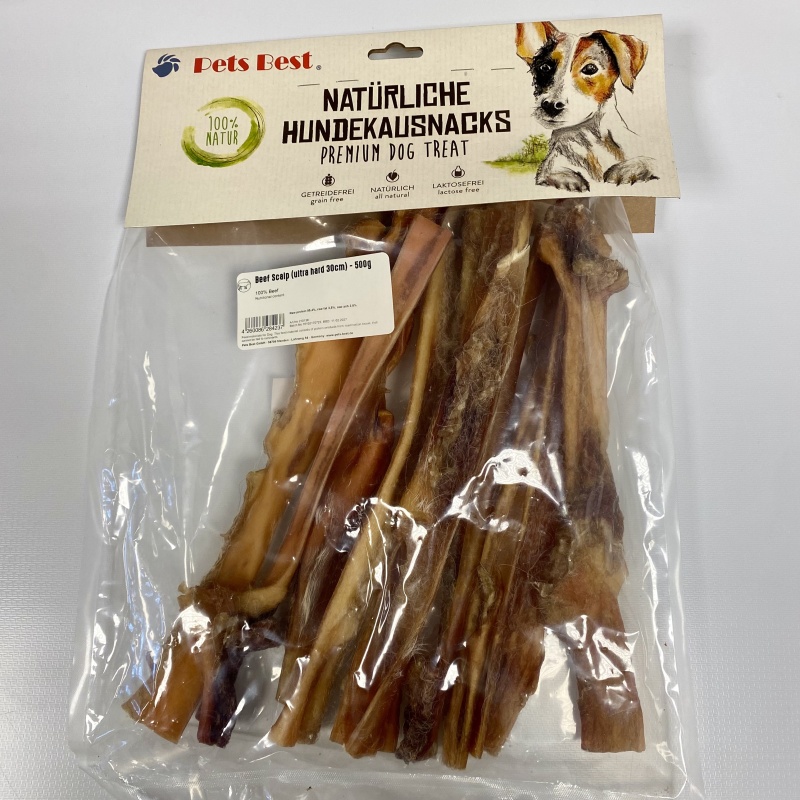 Pets Best®
100%
NATUR
NATÜRLICHE
HUNDEKAUSNACKS
PREMIUM DOG TREAT
GETREIDEFREI
grain free
NATÜRLICH
all natural
LAKTOSEFREI
lactose free
Beef Scalp (ultra hard 30cm) - 500g
100% Beef